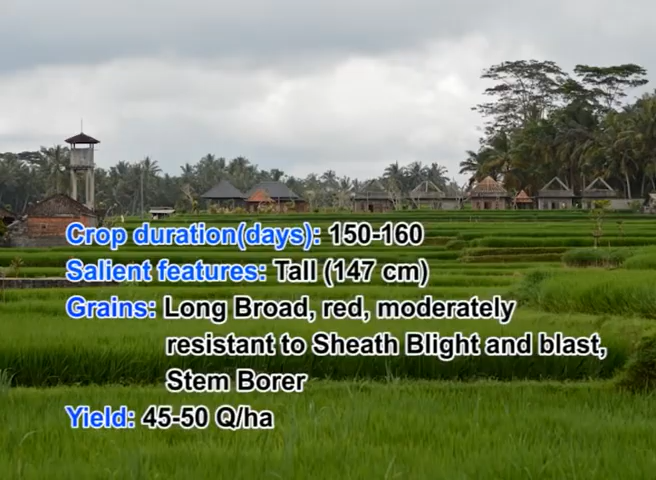 Crop duration(days): 150-160
Salient features: Tall (147 cm)
Grains: Long Broad, red, moderately
resistant to Sheath Blight and blast,
Stem Borer
Yield: 45-50 Q/ha